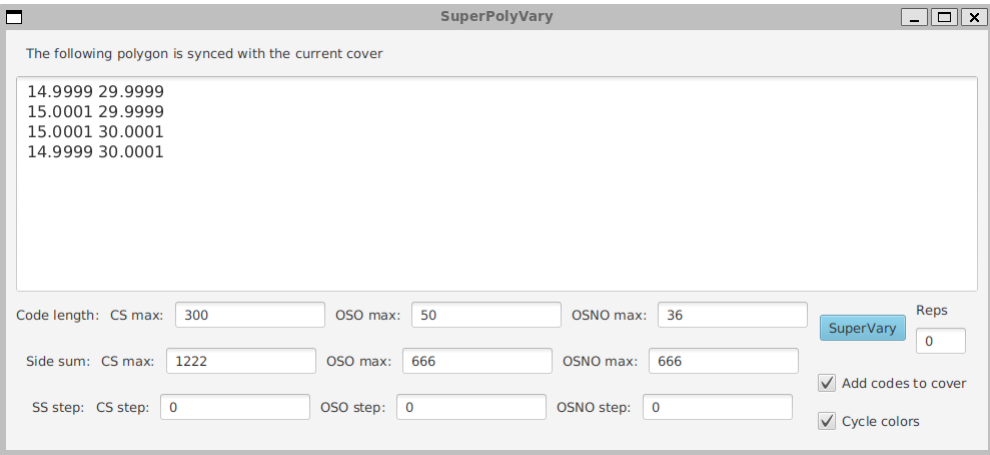 SuperPolyVary
The following polygon is synced with the current cover
14.9999 29.9999
15.0001 29.9999
15.0001 30.0001
14.9999 30.0001
Code length: CS max: 300 OSO max: 50 OSNO max: 36 SuperVary Reps
0
Side sum: CS max: 1222 OSO max: 666 OSNO max: 666
Add codes to cover
SS step: CS step: 0 OSO step: 0 OSNO step: 0
Cycle colors